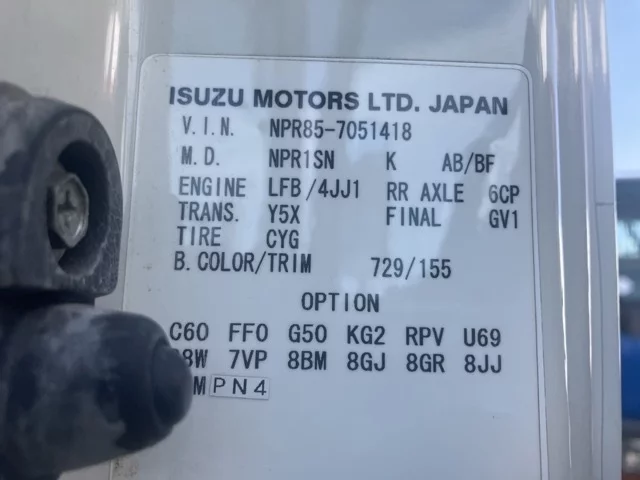 ISUZU MOTORS LTD. JAPAN
V.I.N. NPR85-7051418
M.D. NPR1SN K AB/BF
ENGINE LFB/4JJ1 RR AXLE 6CP
TRANS. Y5X FINAL GV1
TIRE CYG
B.COLOR/TRIM 729/155
OPTION
C60 FF0 G50 KG2 RPV U69
7VP 8BM 8GJ 8GR 8JJ
PN4